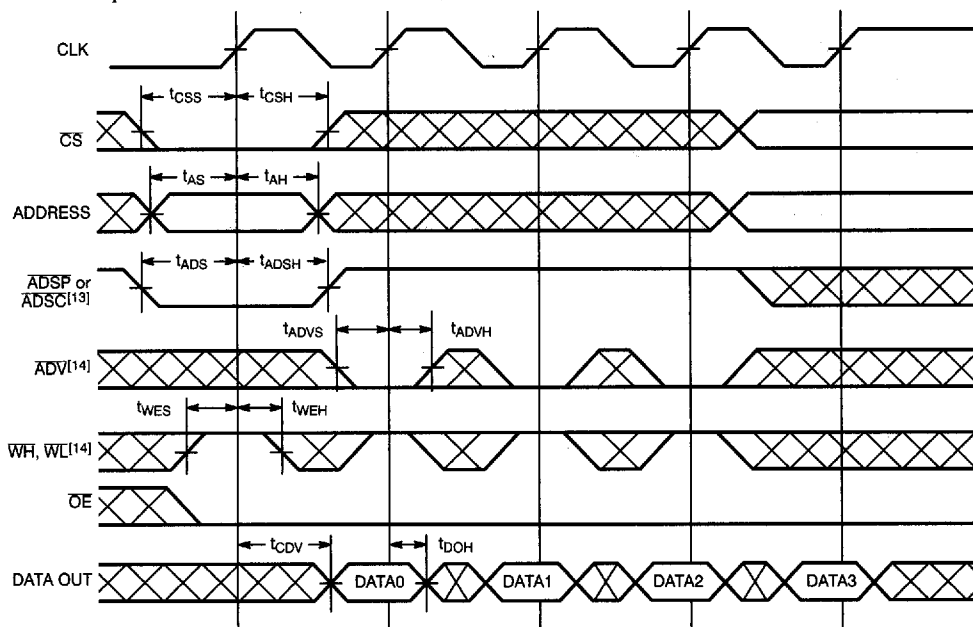 CLK
tCSS tCSH
CS
tAS tAH
ADDRESS
tADS tADSH
ADSP or
ADSC[13]
tADVS tADVH
ADV[14]
tWES tWEH
WH, WL[14]
OE
tCDV tDOH
DATA OUT DATA0 DATA1 DATA2 DATA3